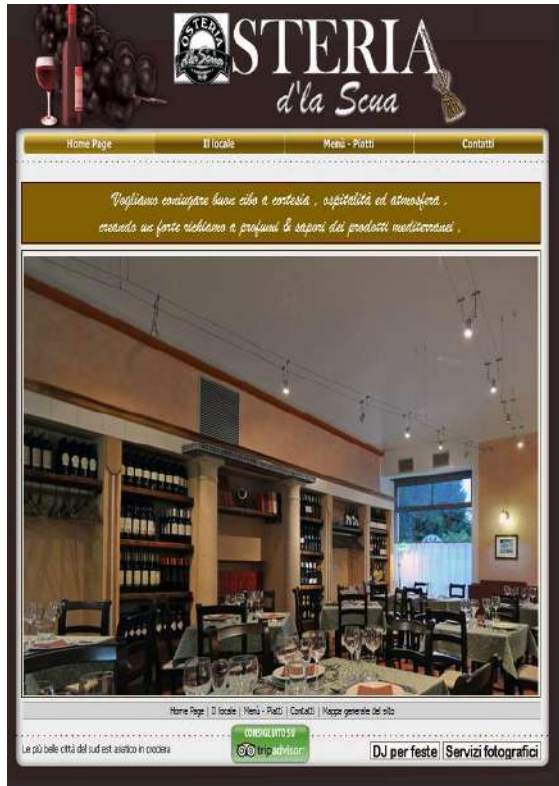 OSTERIA
OSTERIA
d'la Scua
Home Page Il locale Menù - Piatti Contatti
Vogliamo coniugare buon cibo a cortesia , ospitalità ed atmosfera ,
creando un forte richiamo a profumi & sapori dei prodotti mediterranei .
Home Page | Il locale | Menù - Piatti | Contatti | Mappa generale del sito
CONSIGLIATO SU
tripadvisor
Le più belle città del sud est asiatico in crociera
DJ per feste Servizi fotografici